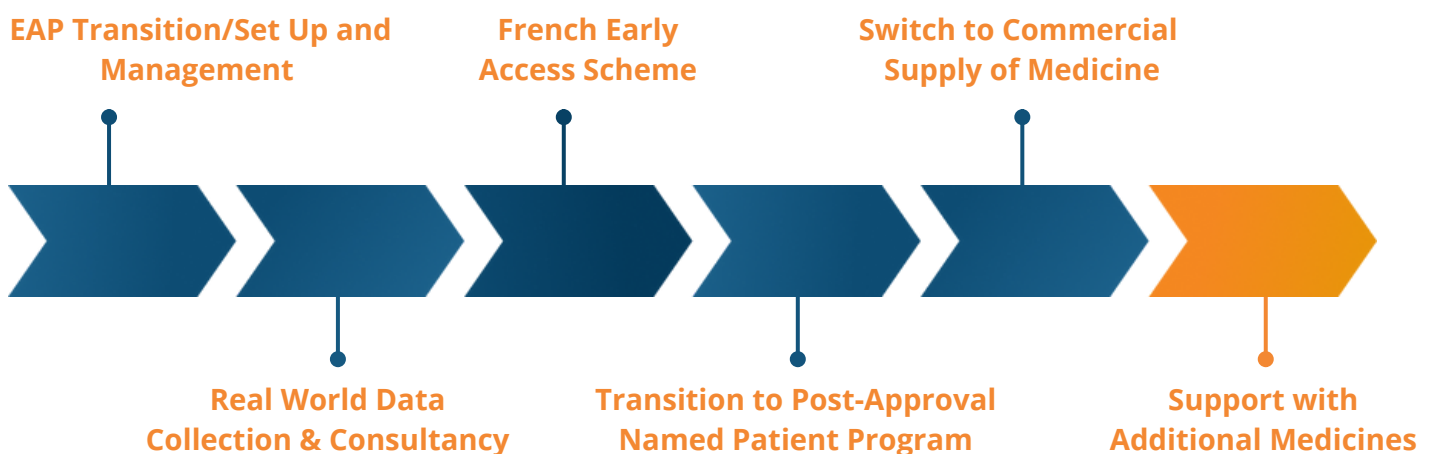 EAP Transition/Set Up and
Management
French Early
Access Scheme
Switch to Commercial
Supply of Medicine
Real World Data
Collection & Consultancy
Transition to Post-Approval
Named Patient Program
Support with
Additional Medicines